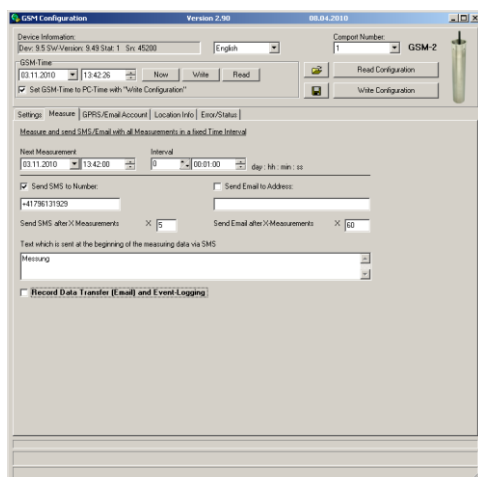 GSM Configuration Version 2.90 08.04.2010
Device Information: Comport Number:
Dev: 9.5 SW-Version: 9.49 Stat: 1 Srn: 45200 English 1 GSM-2
GSM-Time
03.11.2010 13:42:26 Now Write Read Read Configuration
Set GSM-Time to PC-Time with "Write Configuration" Write Configuration
Settings Measure GPRS/Email Account Location Info Error/Status
Measure and send SMS/Email with all Measurements in a fixed Time Interval
Next Measurement Interval
03.11.2010 13:42:00 0 00:01:00 day : hh : min : ss
Send SMS to Number: Send Email to Address:
+41796131929
Send SMS after X Measurements X 5 Send Email after X-Measurements X 60
Text which is sent at the beginning of the measuring data via SMS
Messung
Record Data Transfer (Email) and Event-Logging